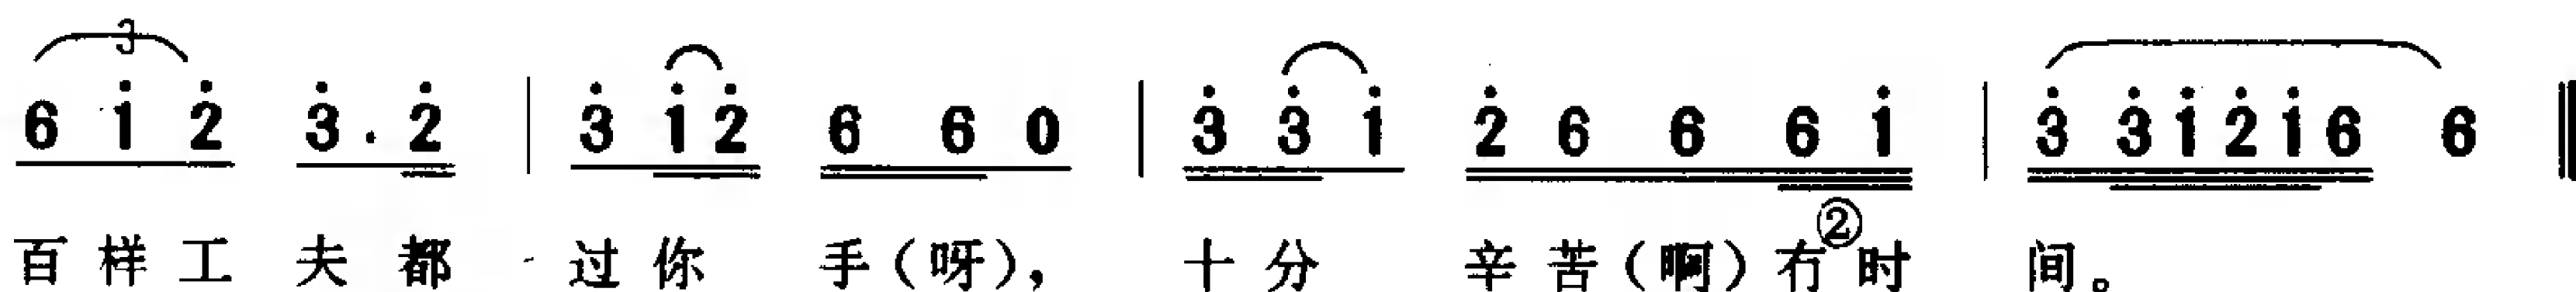 3
6 1̇ 2̇ 3̇ . 2̇ | 3̇ 1̇ 2̇ 6 6 0 | 3̇ 3̇ 1̇ 2̇ 6 6 6 1̇ | 3̇ 3̇ 1̇ 2̇ 1̇ 6 6 ‖
百样工夫都过你手(呀),十分辛苦(啊)冇②时间。